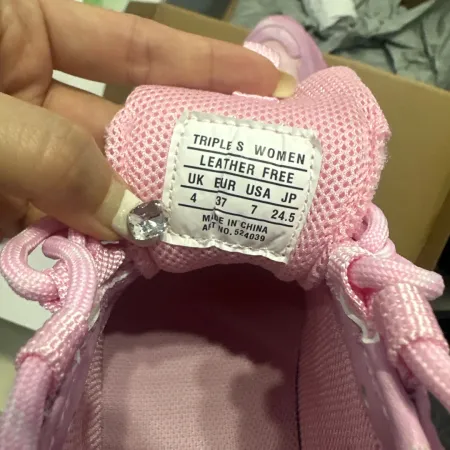 TRIPLE S WOMEN
LEATHER FREE
UK EUR USA JP
4 37 7 24.5
MADE IN CHINA
ART NO. 524039